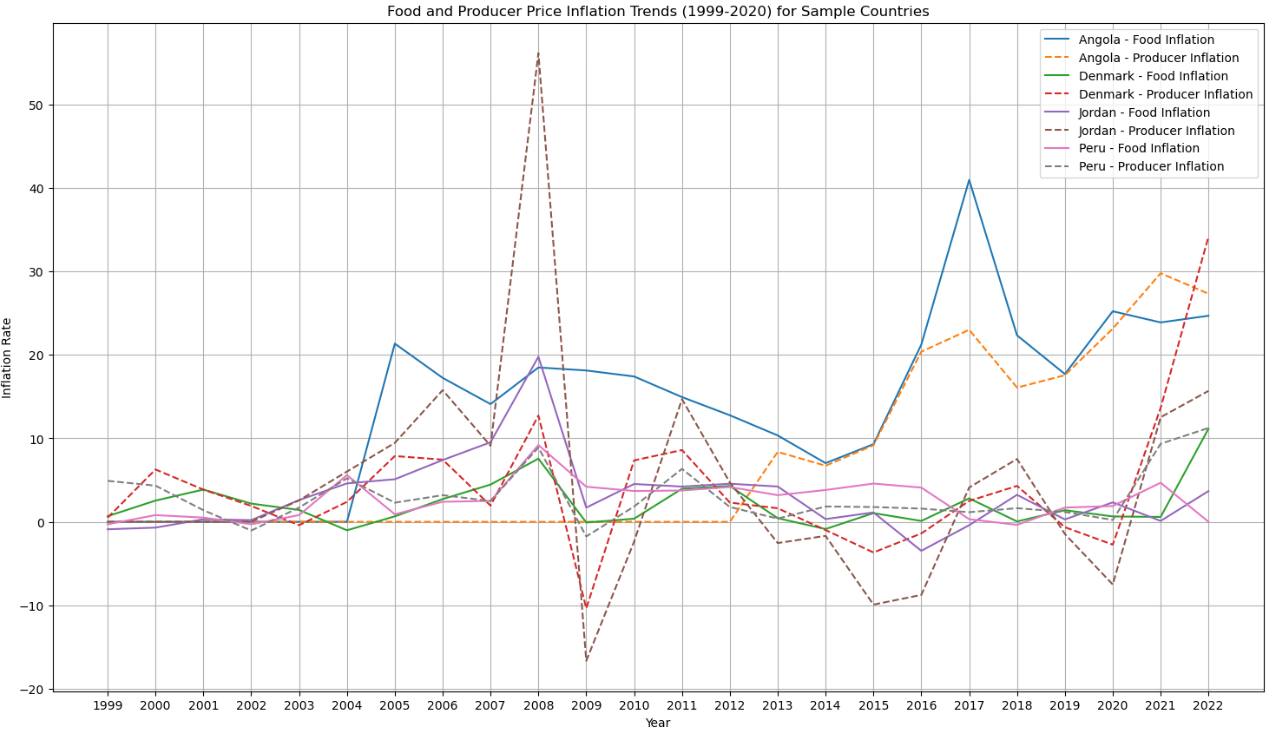 Food and Producer Price Inflation Trends (1999-2020) for Sample Countries
Angola - Food Inflation
Angola - Producer Inflation
Denmark - Food Inflation
Denmark - Producer Inflation
Jordan - Food Inflation
Jordan - Producer Inflation
Peru - Food Inflation
Peru - Producer Inflation
Inflation Rate
50
40
30
20
10
0
−10
−20
1999 2000 2001 2002 2003 2004 2005 2006 2007 2008 2009 2010 2011 2012 2013 2014 2015 2016 2017 2018 2019 2020 2021 2022
Year